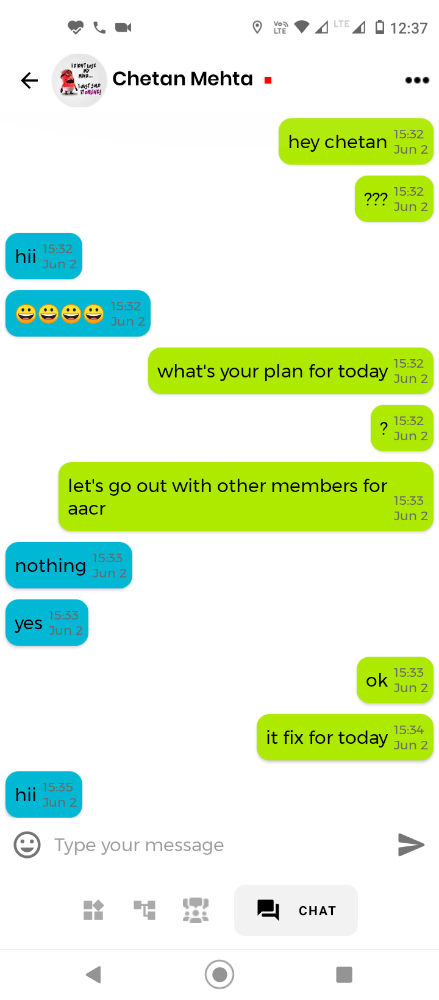 Vo)) LTE LTE 12:37
I DIDN'T LOSE
MY
MIND...
I JUST SOLD
IT ONLINE!
Chetan Mehta
hey chetan 15:32
Jun 2
??? 15:32
Jun 2
hii 15:32
Jun 2
😀😀😀😀 15:32
Jun 2
what's your plan for today 15:32
Jun 2
? 15:32
Jun 2
let's go out with other members for
aacr 15:33
Jun 2
nothing 15:33
Jun 2
yes 15:33
Jun 2
ok 15:33
Jun 2
it fix for today 15:34
Jun 2
hii 15:35
Jun 2
Type your message
CHAT